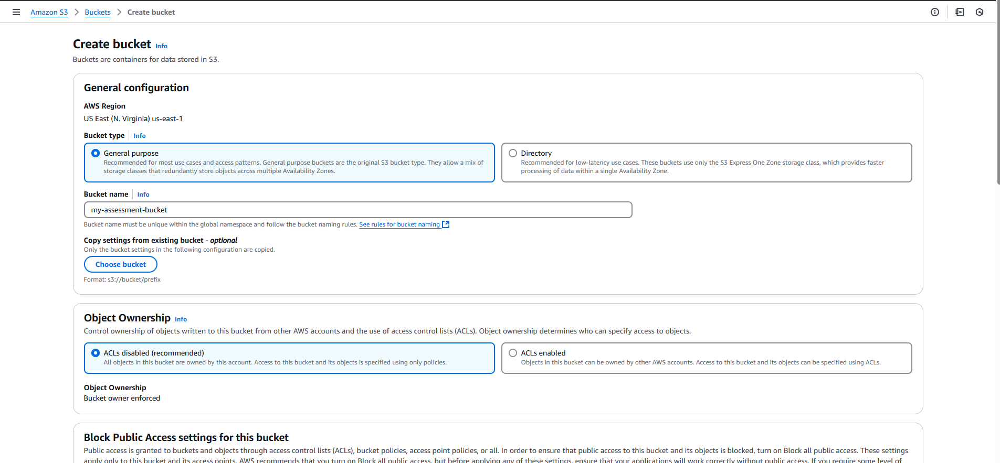 Amazon S3 > Buckets > Create bucket
Create bucket Info
Buckets are containers for data stored in S3.
General configuration
AWS Region
US East (N. Virginia) us-east-1
Bucket type Info
General purpose
Recommended for most use cases and access patterns. General purpose buckets are the original S3 bucket type. They allow a mix of
storage classes that redundantly store objects across multiple Availability Zones.
Directory
Recommended for low-latency use cases. These buckets use only the S3 Express One Zone storage class, which provides faster
processing of data within a single Availability Zone.
Bucket name Info
my-assessment-bucket
Bucket name must be unique within the global namespace and follow the bucket naming rules. See rules for bucket naming
Copy settings from existing bucket - optional
Only the bucket settings in the following configuration are copied.
Choose bucket
Format: s3://bucket/prefix
Object Ownership Info
Control ownership of objects written to this bucket from other AWS accounts and the use of access control lists (ACLs). Object ownership determines who can specify access to objects.
ACLs disabled (recommended)
All objects in this bucket are owned by this account. Access to this bucket and its objects is specified using only policies.
ACLs enabled
Objects in this bucket can be owned by other AWS accounts. Access to this bucket and its objects can be specified using ACLs.
Object Ownership
Bucket owner enforced
Block Public Access settings for this bucket
Public access is granted to buckets and objects through access control lists (ACLs), bucket policies, access point policies, or all. In order to ensure that public access to this bucket and its objects is blocked, turn on Block all public access. These settings
apply only to this bucket and its access points. AWS recommends that you turn on Block all public access, but before applying any of these settings, ensure that your applications will work correctly without public access. If you require some level of